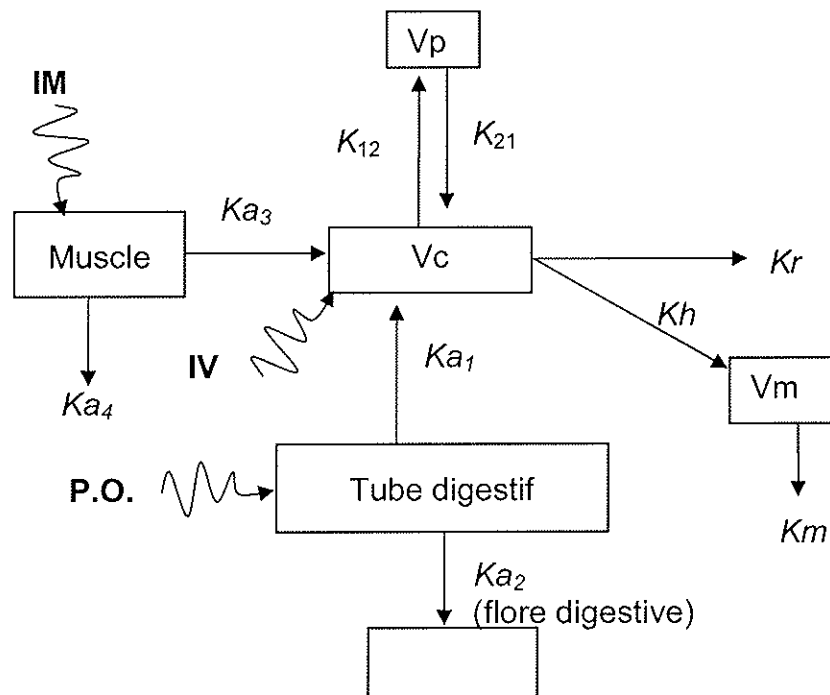 Vp
IM
K12
K21
Ka3
Muscle
Vc
Kr
Kh
IV
Ka1
Vm
Ka4
P.O.
Tube digestif
Km
Ka2
(flore digestive)